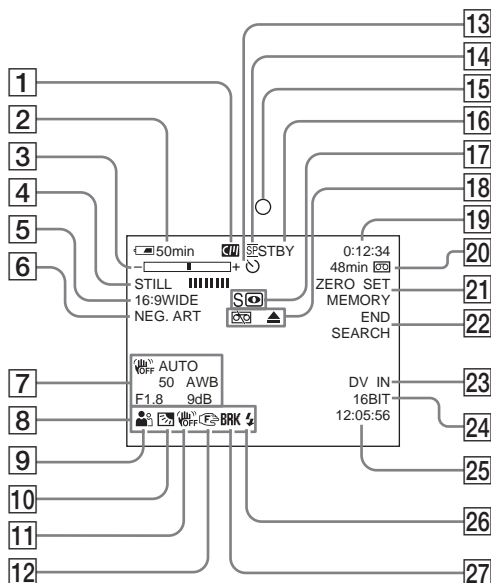 13
14
1 15
2 16
3 17
4 18
5 19
6 20
50min SP STBY 0:12:34
− + 48min
STILL ZERO SET 21
16:9WIDE S MEMORY
NEG. ART END 22
SEARCH
OFF AUTO
7 50 AWB DV IN 23
F1.8 9dB 16BIT 24
8 OFF F BRK 12:05:56
9 25
10
11 26
12 27